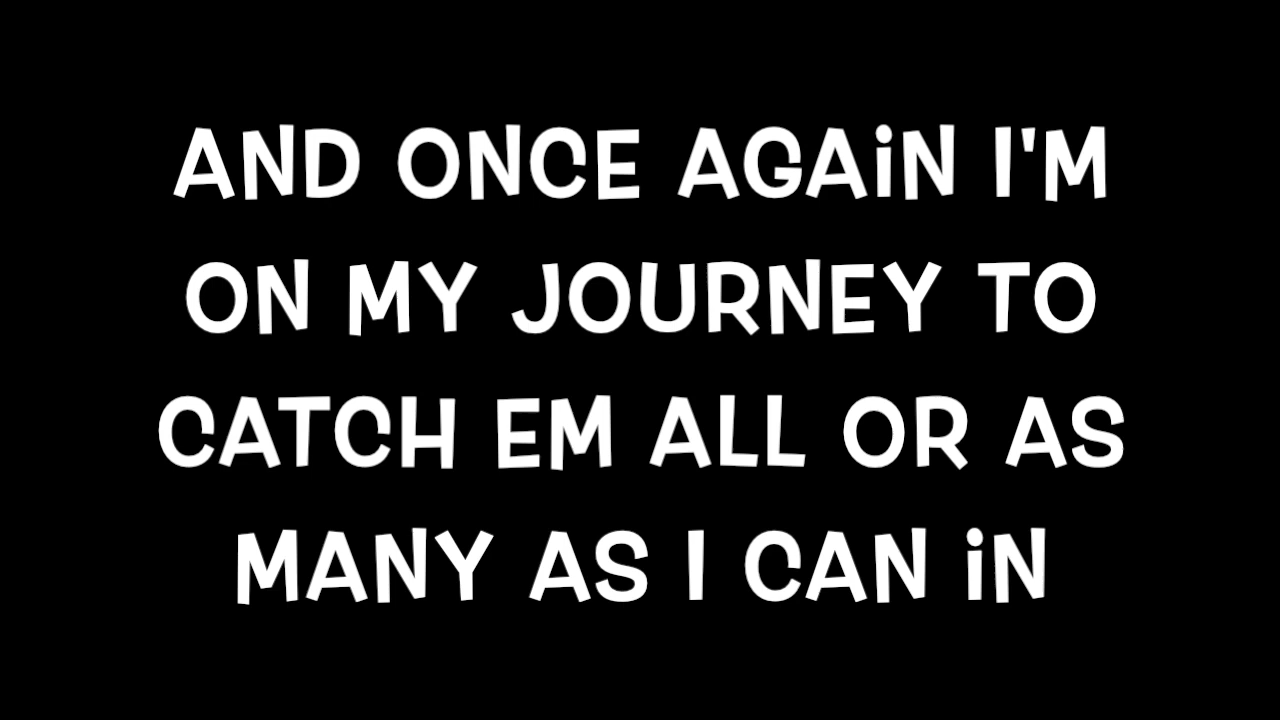 AND ONCE AGAiN I'M
ON MY JOURNEY TO
CATCH EM ALL OR AS
MANY AS I CAN iN